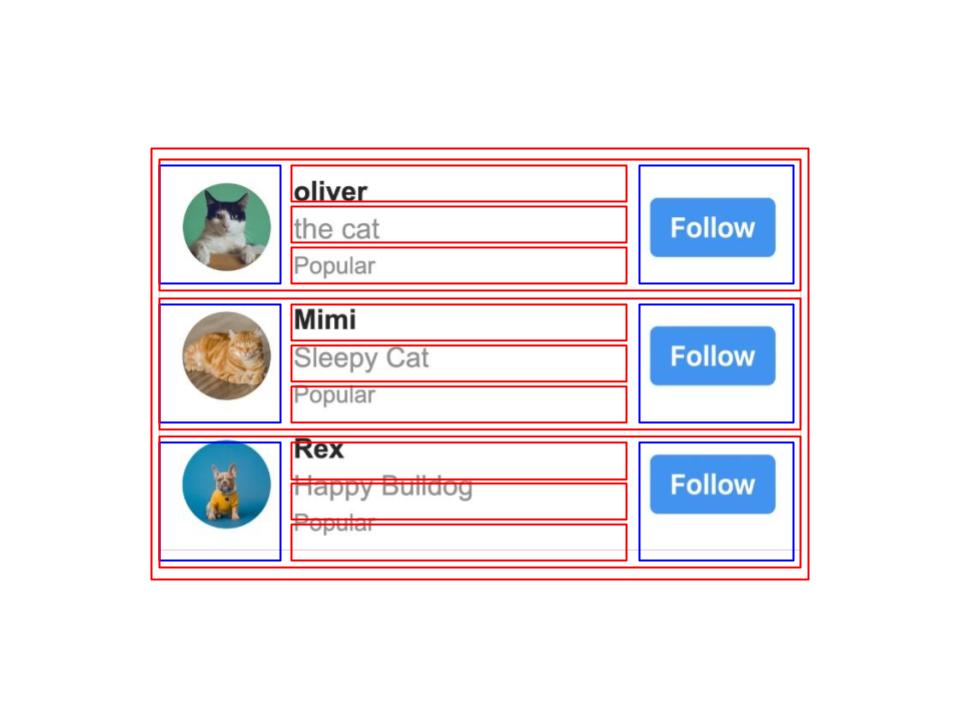 oliver
the cat
Popular
Follow
Mimi
Sleepy Cat
Popular
Follow
Rex
Happy Bulldog
Popular
Follow